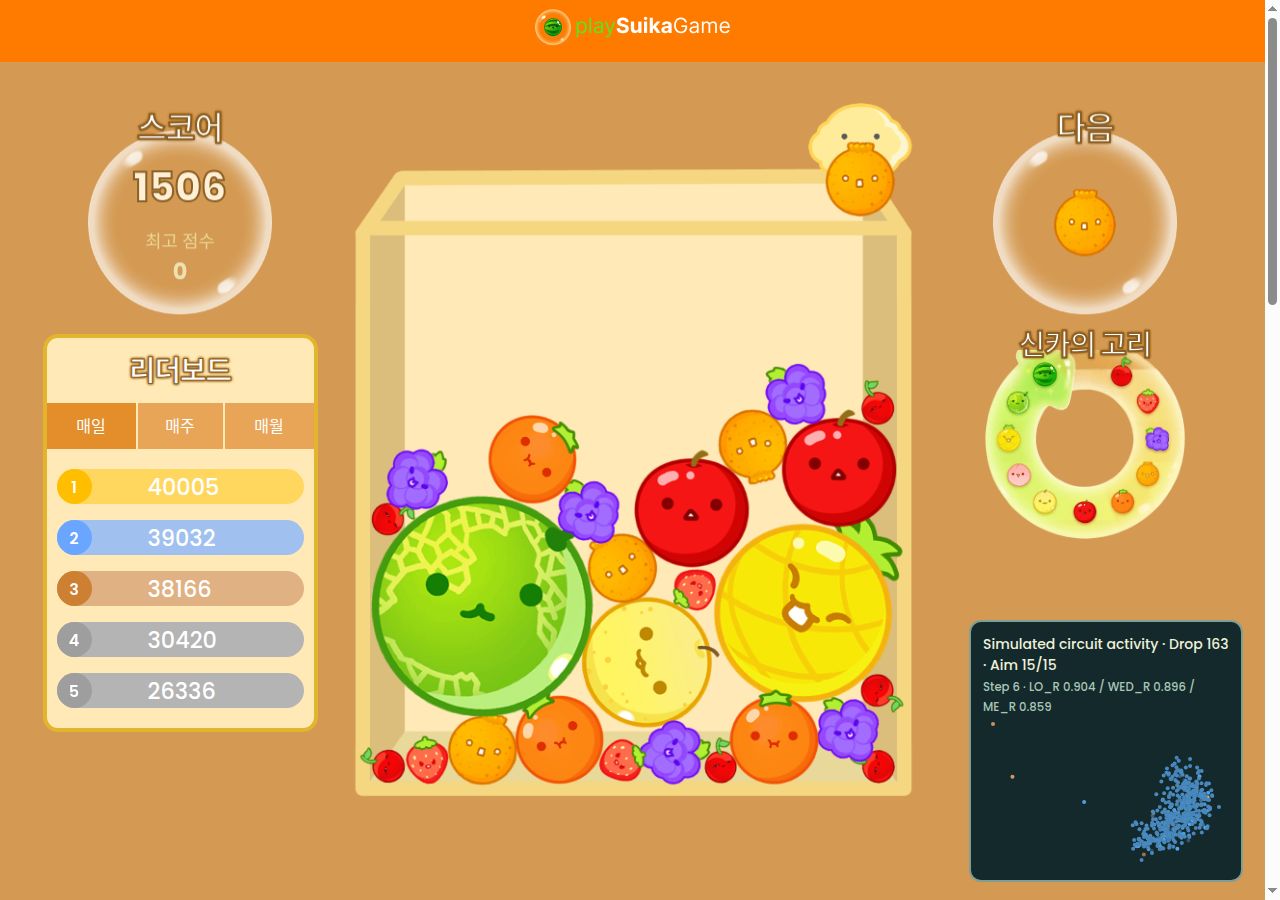 playSuikaGame
스코어
1506
최고 점수
0
리더보드
매일 매주 매월
1 40005
2 39032
3 38166
4 30420
5 26336
다음
신카의 고리
Simulated circuit activity · Drop 163
· Aim 15/15
Step 6 · LO_R 0.904 / WED_R 0.896 /
ME_R 0.859